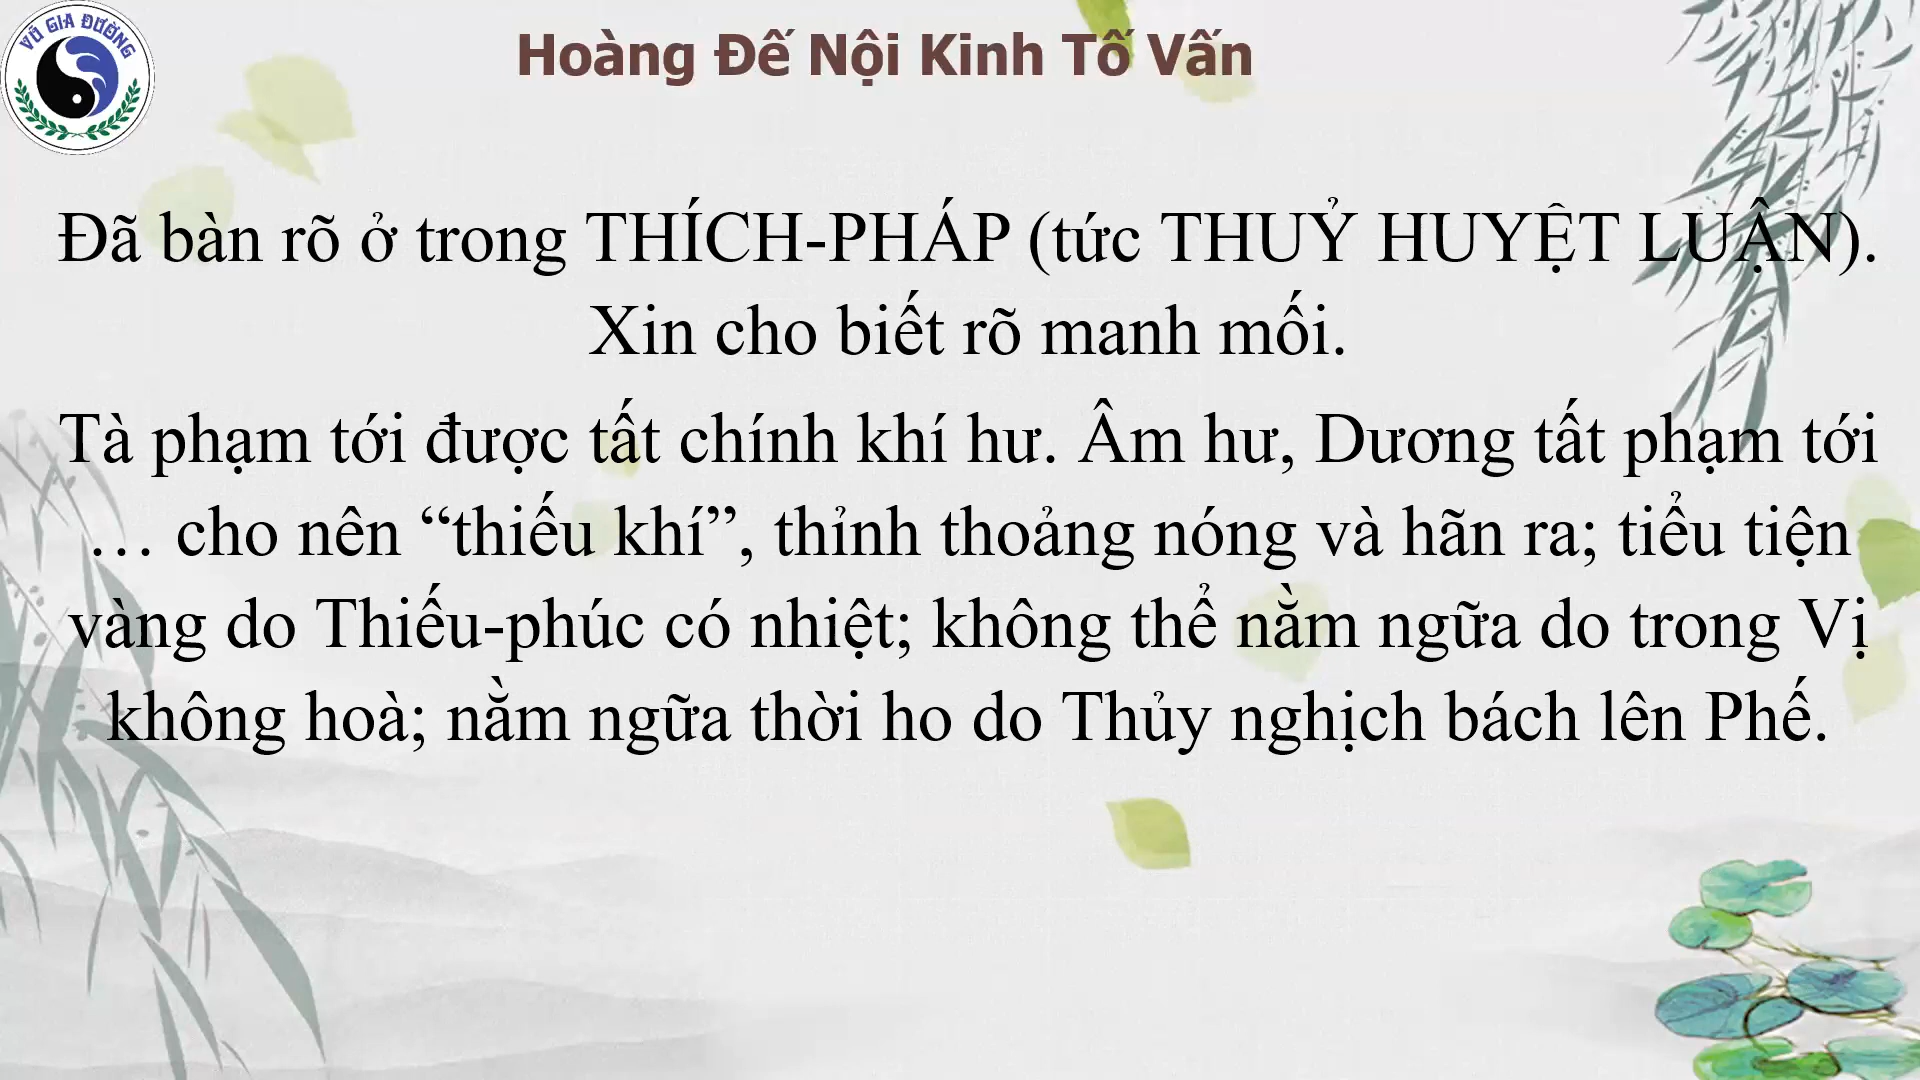 VÕ GIA ĐƯỜNG
Hoàng Đế Nội Kinh Tố Vấn
Đã bàn rõ ở trong THÍCH-PHÁP (tức THUỶ HUYỆT LUẬN).
Xin cho biết rõ manh mối.
Tà phạm tới được tất chính khí hư. Âm hư, Dương tất phạm tới
… cho nên “thiếu khí”, thỉnh thoảng nóng và hãn ra; tiểu tiện
vàng do Thiếu-phúc có nhiệt; không thể nằm ngữa do trong Vị
không hoà; nằm ngữa thời ho do Thủy nghịch bách lên Phế.